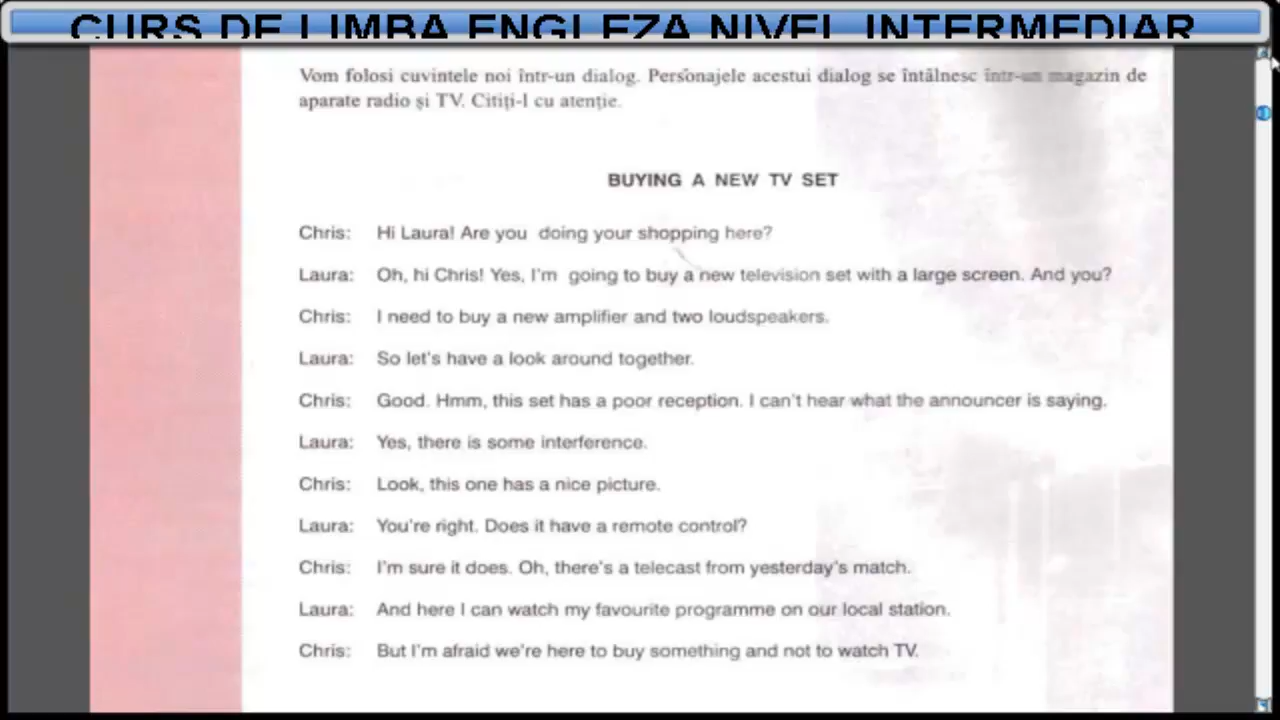 CURS DE LIMBA ENGLEZA NIVEL INTERMEDIAR
Vom folosi cuvintele noi într-un dialog. Personajele acestui dialog se întâlnesc într-un magazin de
aparate radio și TV. Citiți-l cu atenție.
BUYING A NEW TV SET
Chris: Hi Laura! Are you doing your shopping here?
Laura: Oh, hi Chris! Yes, I'm going to buy a new television set with a large screen. And you?
Chris: I need to buy a new amplifier and two loudspeakers.
Laura: So let's have a look around together.
Chris: Good. Hmm, this set has a poor reception. I can't hear what the announcer is saying.
Laura: Yes, there is some interference.
Chris: Look, this one has a nice picture.
Laura: You're right. Does it have a remote control?
Chris: I'm sure it does. Oh, there's a telecast from yesterday's match.
Laura: And here I can watch my favourite programme on our local station.
Chris: But I'm afraid we're here to buy something and not to watch TV.